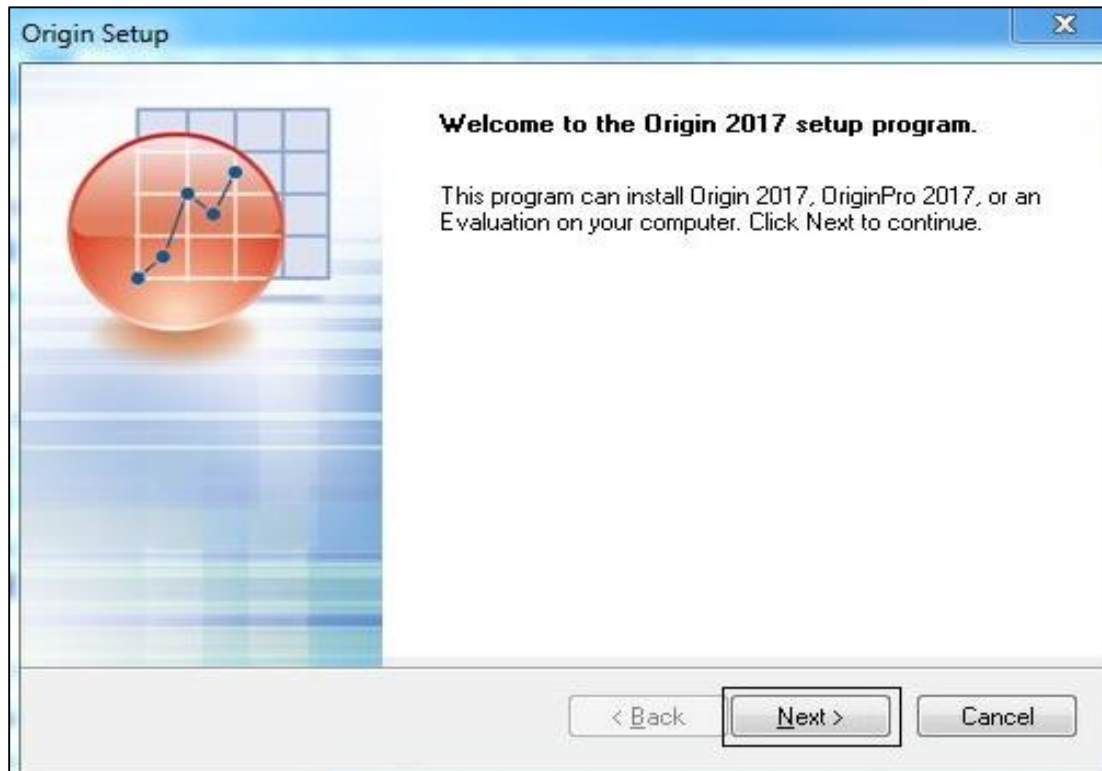 Origin Setup
Welcome to the Origin 2017 setup program.
This program can install Origin 2017, OriginPro 2017, or an
Evaluation on your computer. Click Next to continue.
< Back Next > Cancel